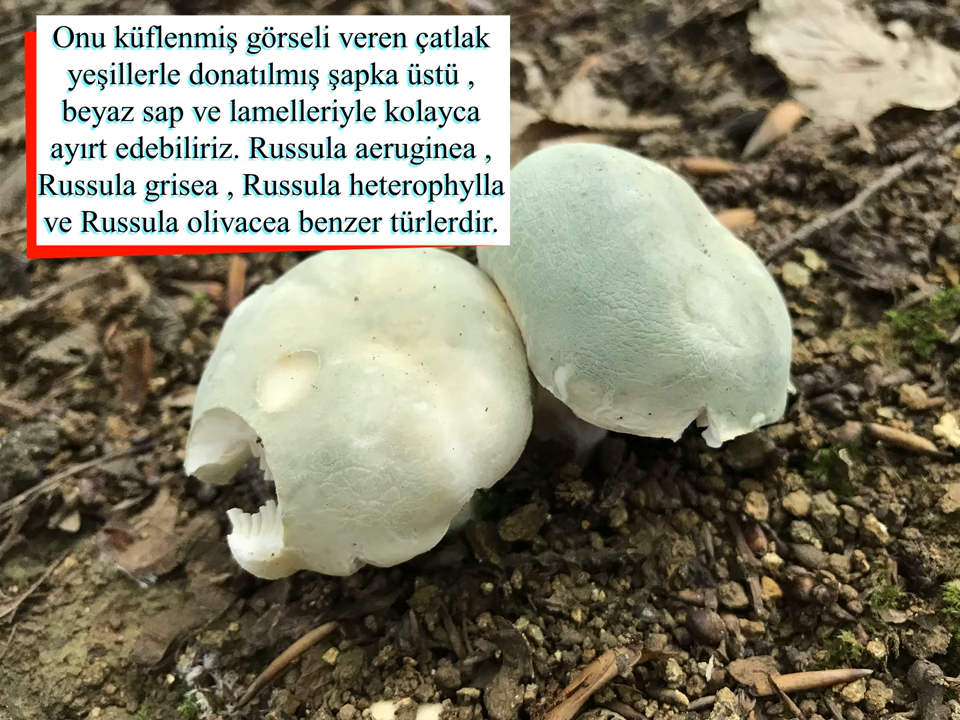 Onu küflenmiş görseli veren çatlak
yeşillerle donatılmış şapka üstü ,
beyaz sap ve lamelleriyle kolayca
ayırt edebiliriz. Russula aeruginea ,
Russula grisea , Russula heterophylla
ve Russula olivacea benzer türlerdir.